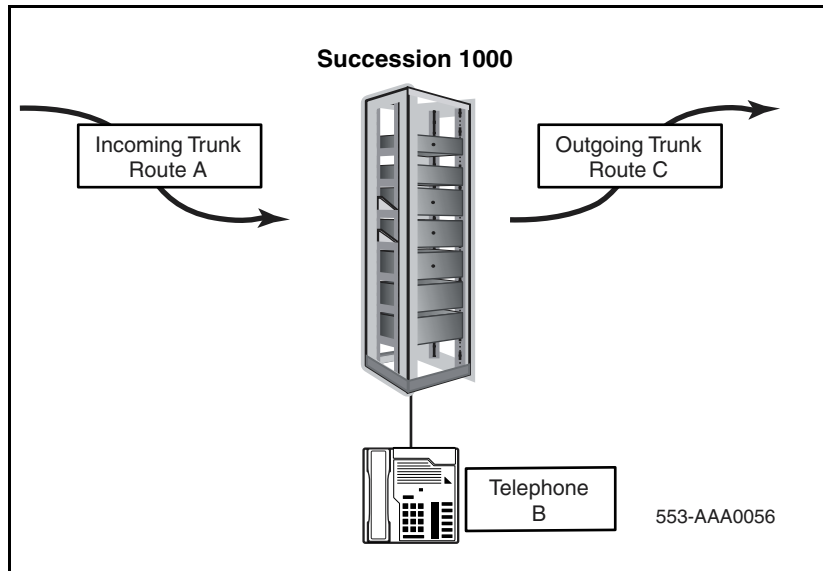 Succession 1000
Incoming Trunk
Route A
Outgoing Trunk
Route C
Telephone
B
553-AAA0056